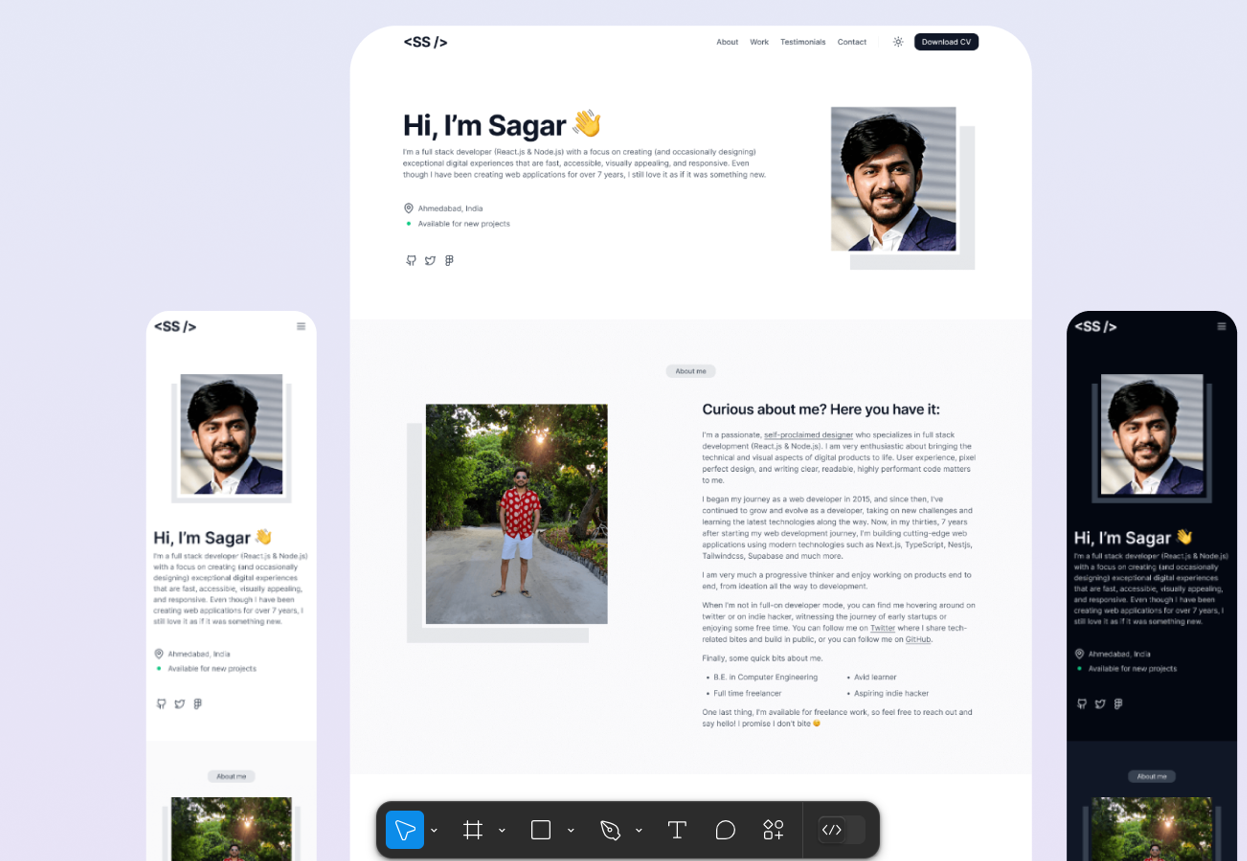 <SS />
About Work Testimonials Contact Download CV
Hi, I'm Sagar 👋
I'm a full stack developer (React.js & Node.js) with a focus on creating (and occasionally designing)
exceptional digital experiences that are fast, accessible, visually appealing, and responsive. Even
though I have been creating web applications for over 7 years, I still love it as if it was something new.
Ahmedabad, India
Available for new projects
About me
Curious about me? Here you have it:
I'm a passionate, self-proclaimed designer who specializes in full stack
development (React.js & Node.js). I am very enthusiastic about bringing the
technical and visual aspects of digital products to life. User experience, pixel
perfect design, and writing clear, readable, highly performant code matters
to me.
I began my journey as a web developer in 2015, and since then, I've
continued to grow and evolve as a developer, taking on new challenges and
learning the latest technologies along the way. Now, in my thirties, 7 years
after starting my web development journey, I'm building cutting-edge web
applications using modern technologies such as Next.js, TypeScript, Nestjs,
Tailwindcss, Supabase and much more.
I am very much a progressive thinker and enjoy working on products end to
end, from ideation all the way to development.
When I'm not in full-on developer mode, you can find me hovering around on
twitter or on indie hacker, witnessing the journey of early startups or
enjoying some free time. You can follow me on Twitter where I share tech-
related bites and build in public, or you can follow me on GitHub.
Finally, some quick bits about me.
• B.E. in Computer Engineering • Avid learner
• Full time freelancer • Aspiring indie hacker
One last thing, I'm available for freelance work, so feel free to reach out and
say hello! I promise I don't bite 😉
<SS />
Hi, I'm Sagar 👋
I'm a full stack developer (React.js & Node.js)
with a focus on creating (and occasionally
designing) exceptional digital experiences
that are fast, accessible, visually appealing,
and responsive. Even though I have been
creating web applications for over 7 years, I
still love it as if it was something new.
Ahmedabad, India
Available for new projects
About me
<SS />
Hi, I'm Sagar 👋
I'm a full stack developer (React.js & Node.js)
with a focus on creating (and occasionally
designing) exceptional digital experiences
that are fast, accessible, visually appealing,
and responsive. Even though I have been
creating web applications for over 7 years, I
still love it as if it was something new.
Ahmedabad, India
Available for new projects
About me